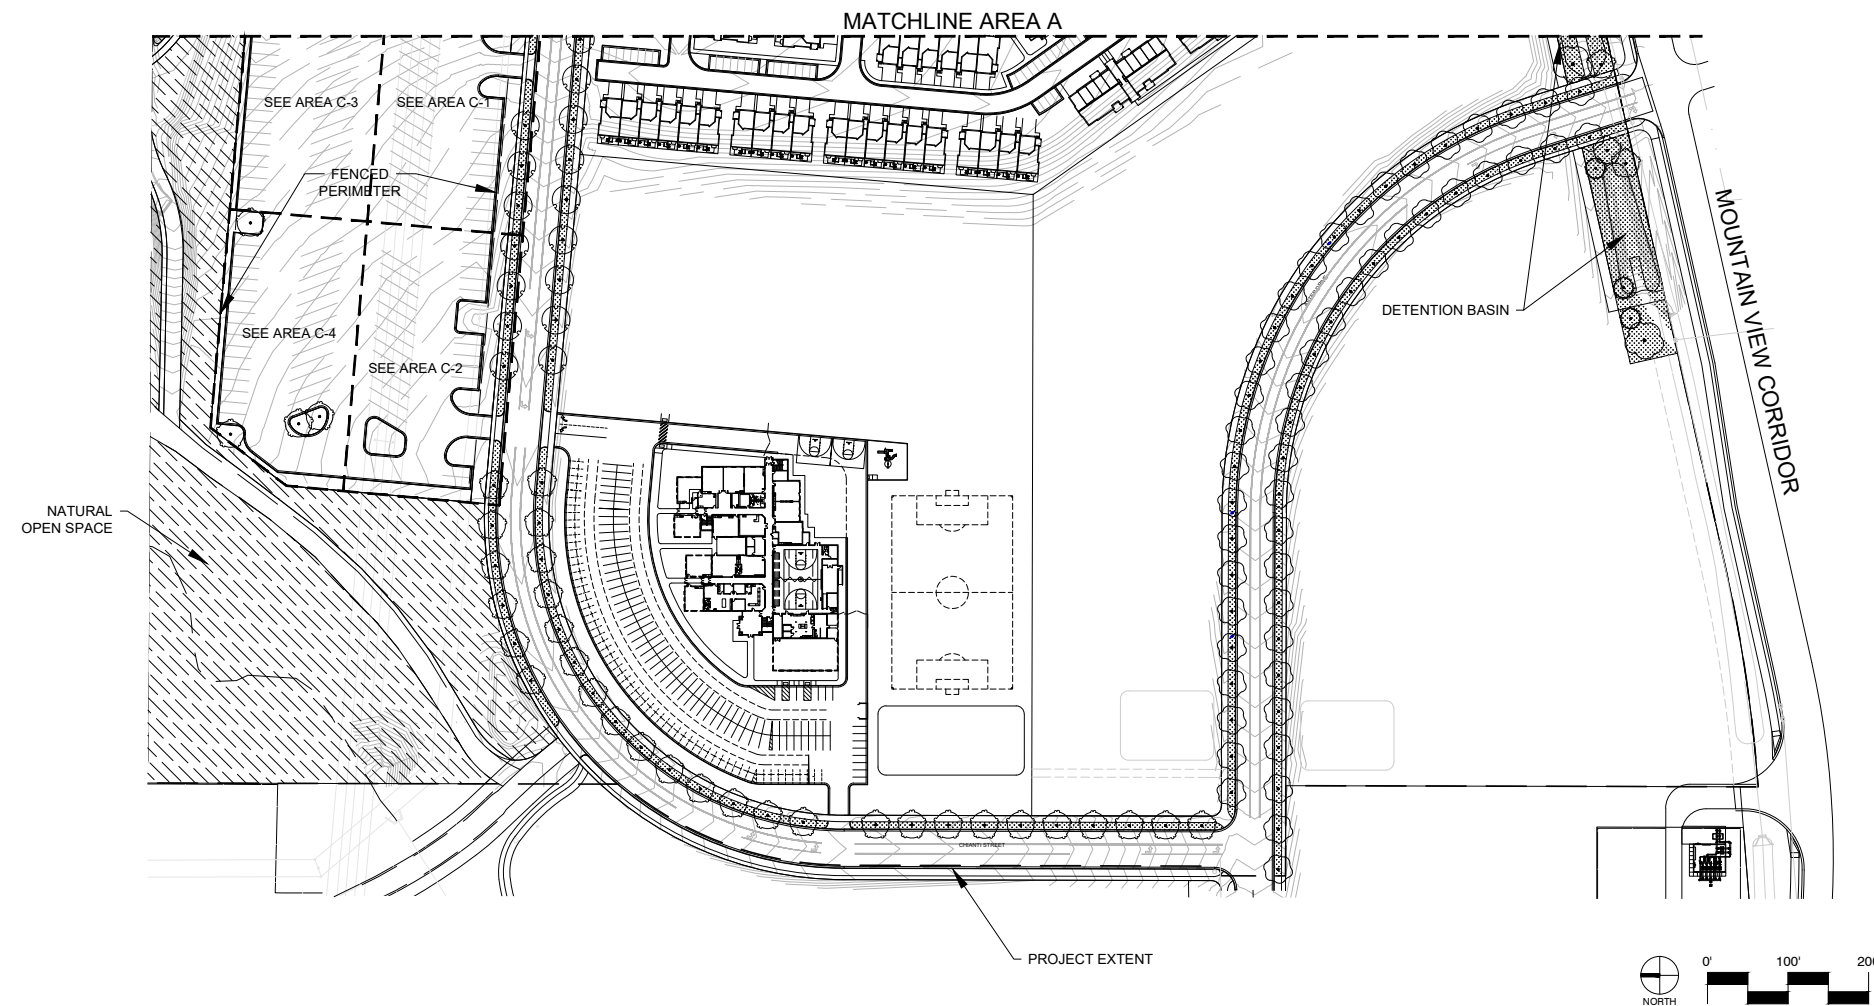 MATCHLINE AREA A
SEE AREA C-3
SEE AREA C-1
FENCED
PERIMETER
SEE AREA C-4
SEE AREA C-2
DETENTION BASIN
MOUNTAIN VIEW CORRIDOR
NATURAL
OPEN SPACE
CHIANTI STREET
PROJECT EXTENT
NORTH
0'
100'